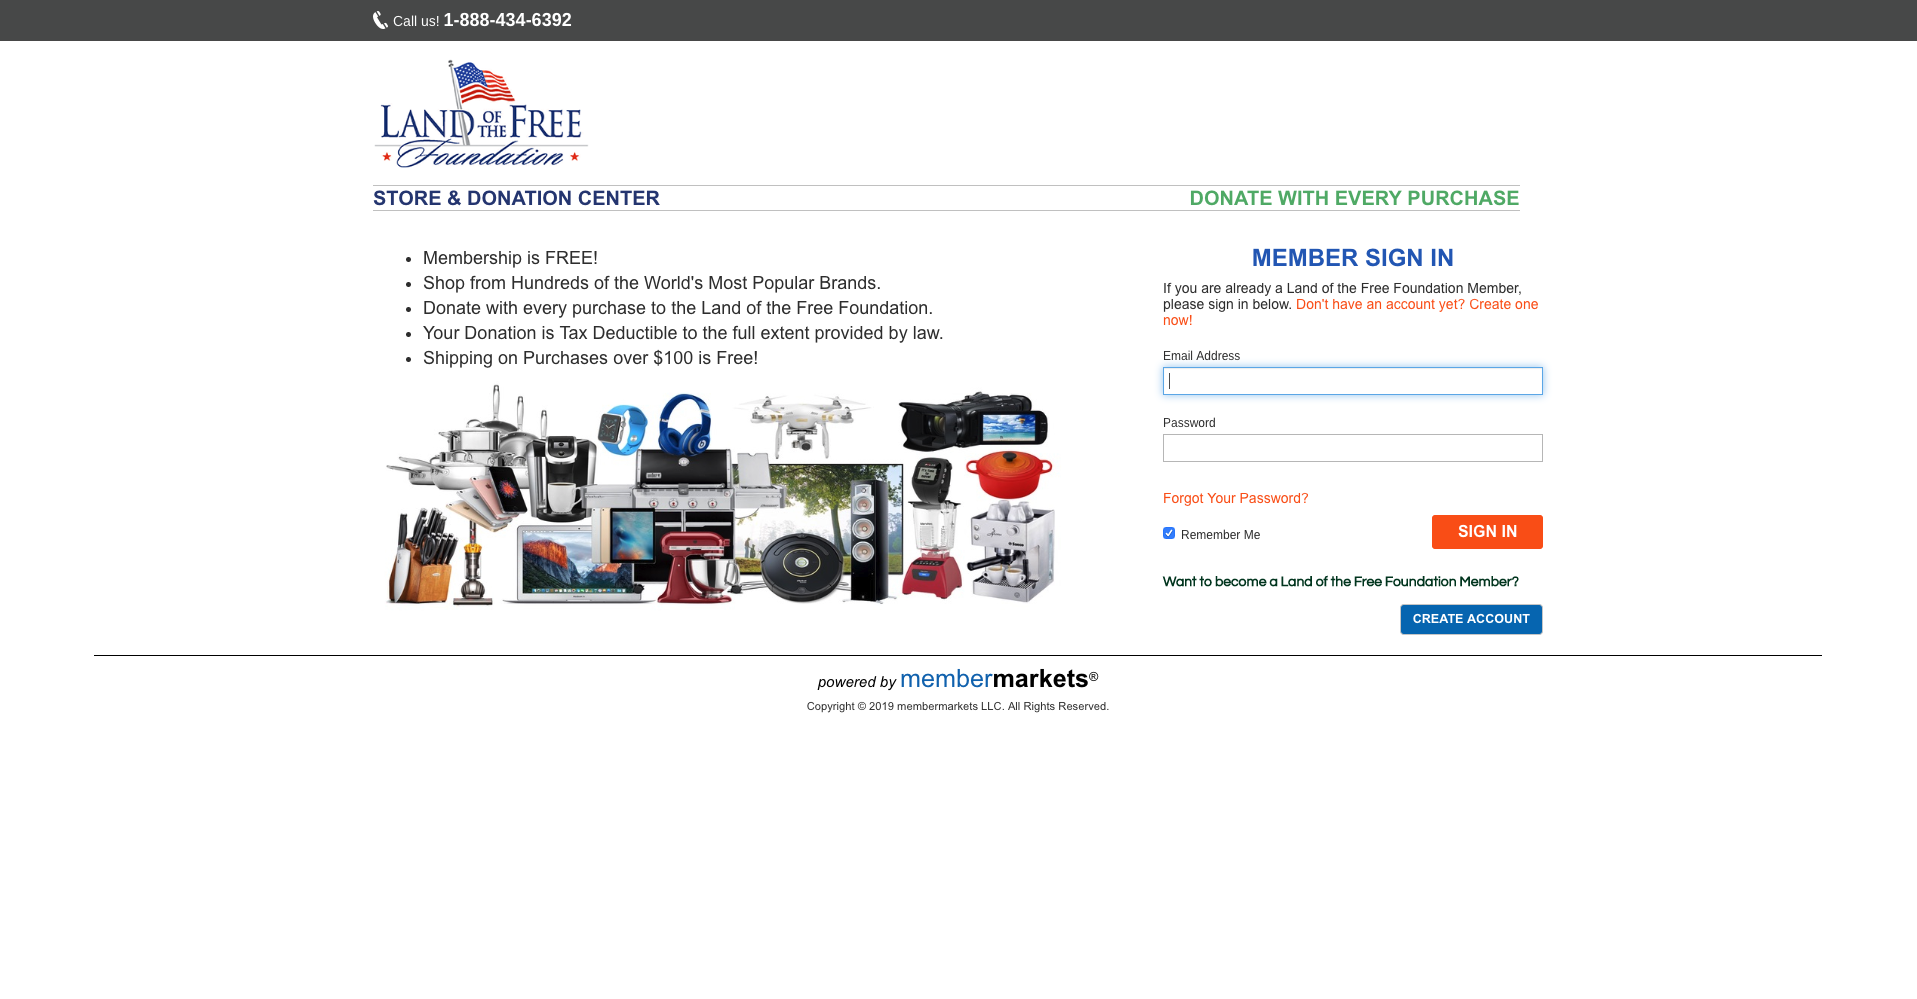 Call us! 1-888-434-6392
LAND OF THE FREE
Foundation
STORE & DONATION CENTER
DONATE WITH EVERY PURCHASE
• Membership is FREE!
• Shop from Hundreds of the World's Most Popular Brands.
• Donate with every purchase to the Land of the Free Foundation.
• Your Donation is Tax Deductible to the full extent provided by law.
• Shipping on Purchases over $100 is Free!
MEMBER SIGN IN
If you are already a Land of the Free Foundation Member,
please sign in below. Don't have an account yet? Create one
now!
Email Address
Password
Forgot Your Password?
Remember Me
SIGN IN
Want to become a Land of the Free Foundation Member?
CREATE ACCOUNT
powered by membermarkets®
Copyright © 2019 membermarkets LLC. All Rights Reserved.